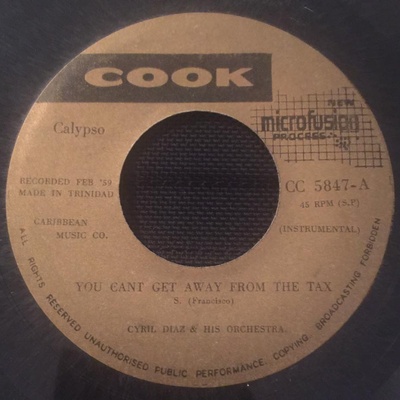 COOK
Calypso
NEW
microfusion
PROCESS
RECORDED FEB '59
MADE IN TRINIDAD
CC 5847-A
45 RPM (S.P)
CARIBBEAN
MUSIC CO.
(INSTRUMENTAL)
YOU CANT GET AWAY FROM THE TAX
S. (Francisco)
CYRIL DIAZ & HIS ORCHESTRA
ALL RIGHTS RESERVED UNAUTHORISED PUBLIC PERFORMANCE, COPYING BROADCASTING FORBIDDEN